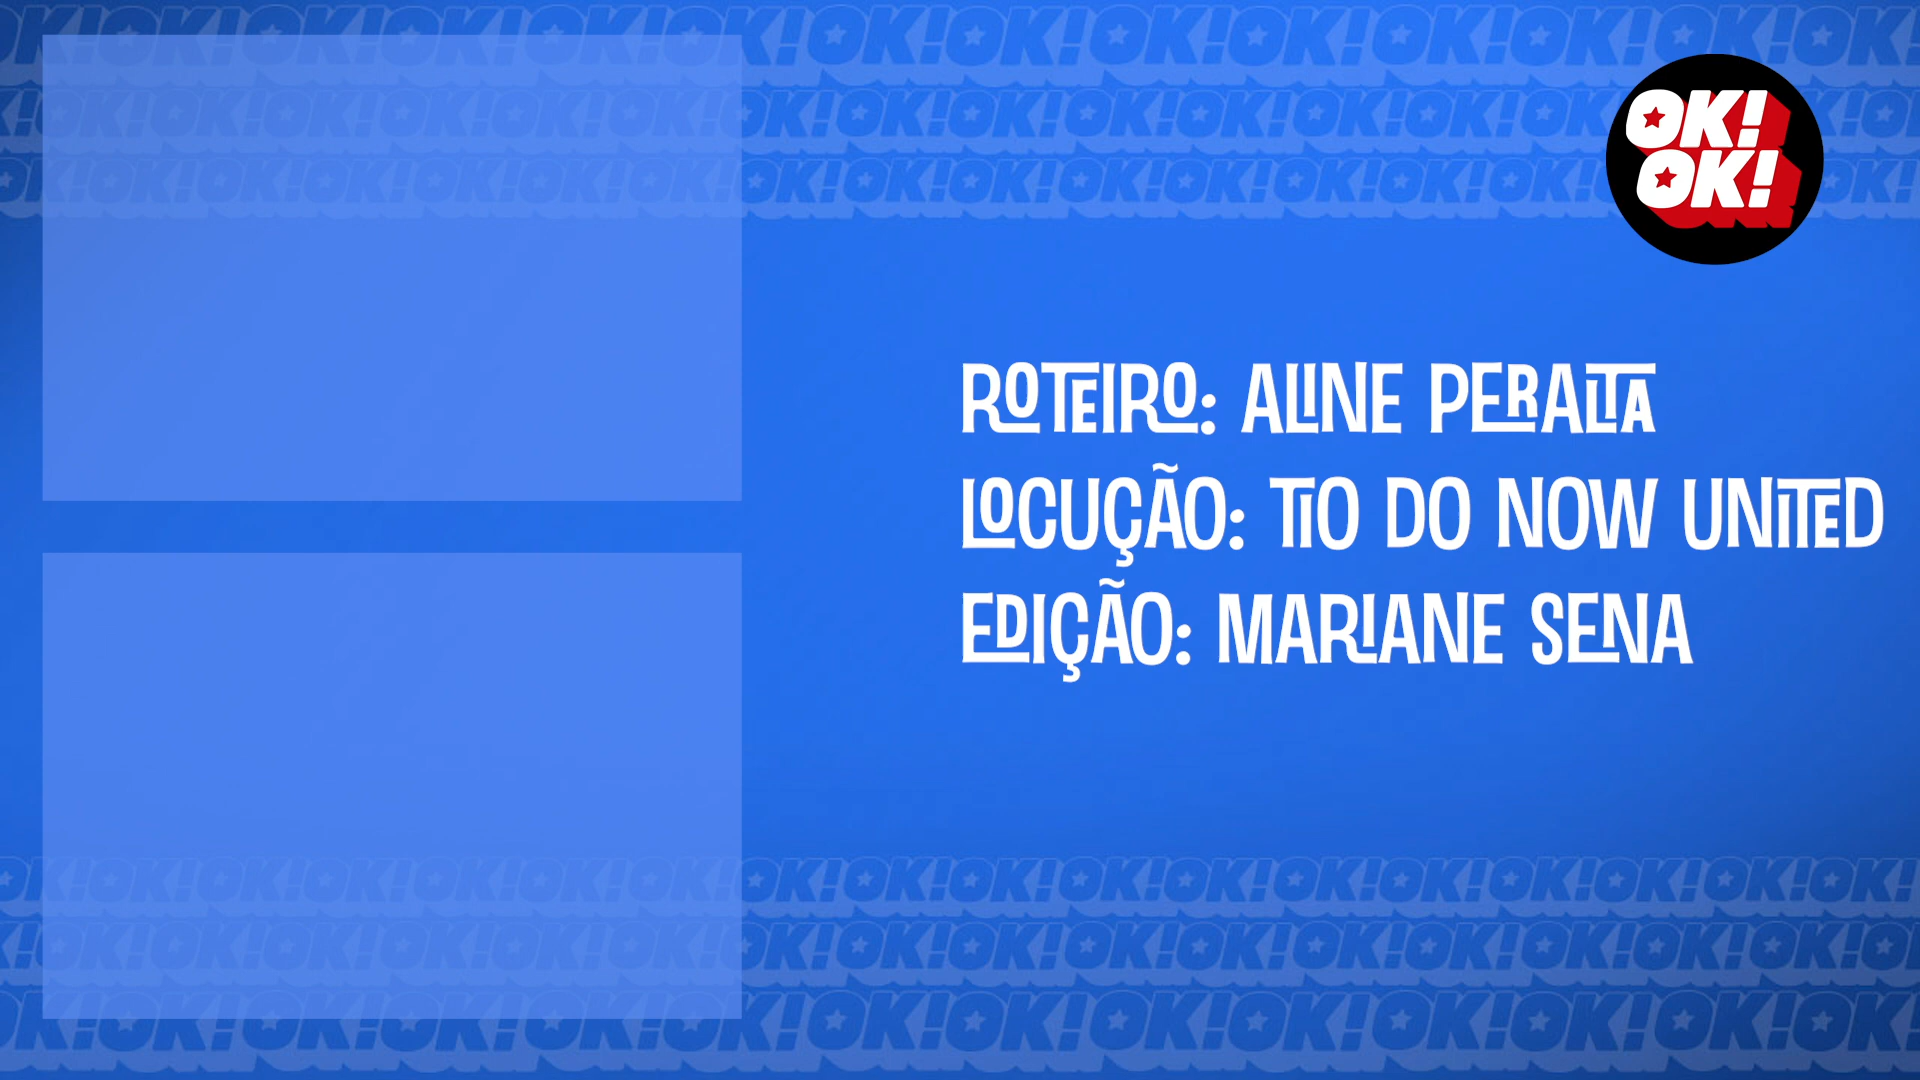 OK!
OK!
ROTEIRO: ALINE PERALTA
LOCUÇÃO: TIO DO NOW UNITED
EDIÇÃO: MARIANE SENA